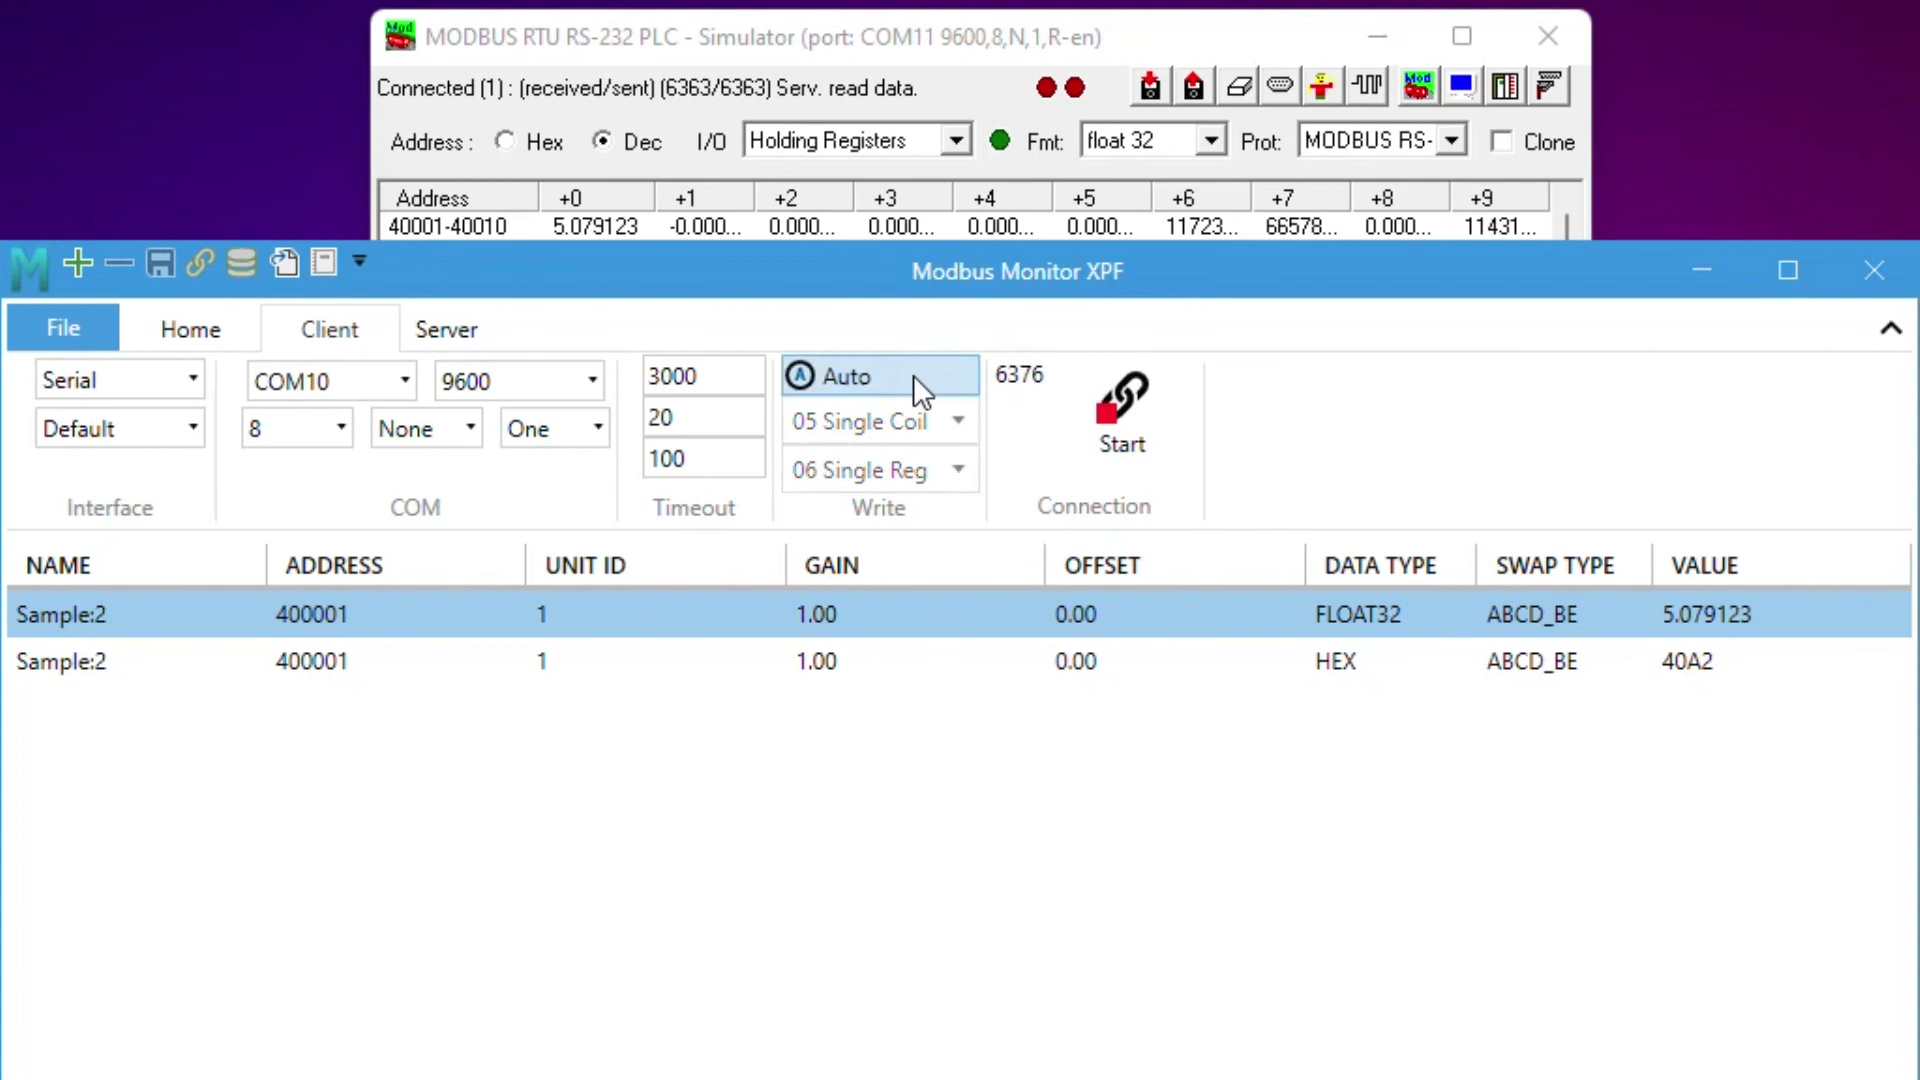 MODBUS RTU RS-232 PLC - Simulator (port: COM11 9600,8,N,1,R-en)
Connected (1) : (received/sent) (6363/6363) Serv. read data.
Address : Hex Dec I/O Holding Registers Fmt: float 32 Prot: MODBUS RS- Clone
Address +0 +1 +2 +3 +4 +5 +6 +7 +8 +9
40001-40010 5.079123 -0.000... 0.000... 0.000... 0.000... 0.000... 11723... 66578... 0.000... 11431...
Modbus Monitor XPF
File Home Client Server
Serial COM10 9600 3000 Auto 6376
Default 8 None One 20 05 Single Coil Start
100 06 Single Reg
Interface COM Timeout Write Connection
NAME ADDRESS UNIT ID GAIN OFFSET DATA TYPE SWAP TYPE VALUE
Sample:2 400001 1 1.00 0.00 FLOAT32 ABCD_BE 5.079123
Sample:2 400001 1 1.00 0.00 HEX ABCD_BE 40A2